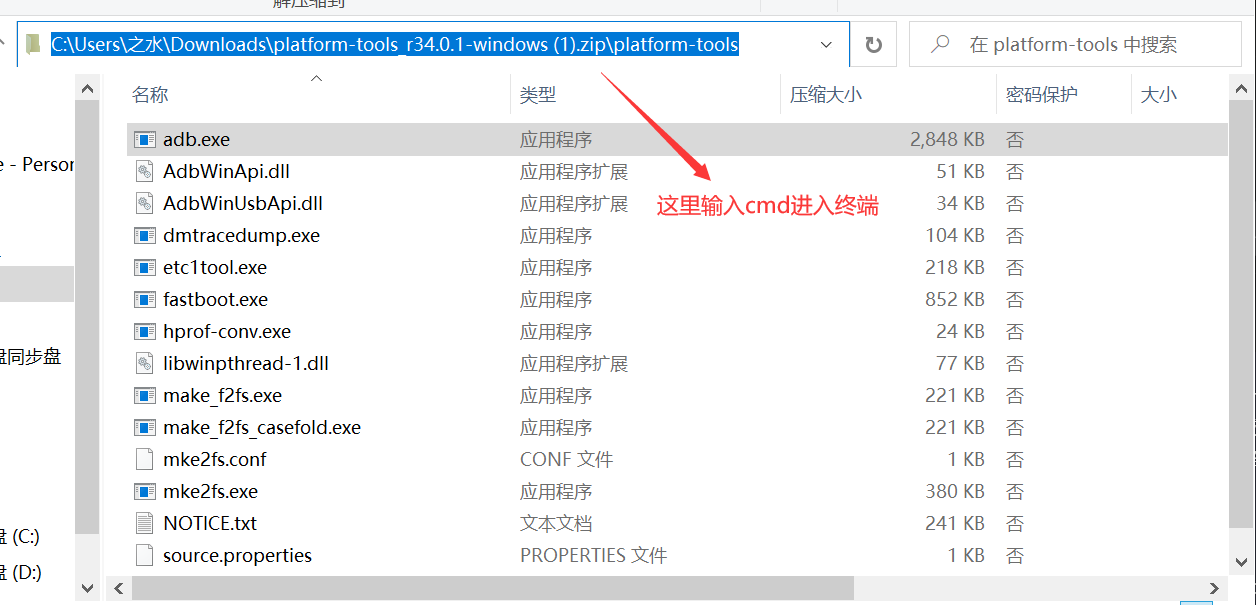 解压缩到
C:\Users\之水\Downloads\platform-tools_r34.0.1-windows (1).zip\platform-tools
在 platform-tools 中搜索
名称 类型 压缩大小 密码保护 大小
adb.exe 应用程序 2,848 KB 否
e - Person
AdbWinApi.dll 应用程序扩展 51 KB 否
AdbWinUsbApi.dll 应用程序扩展 34 KB 否
这里输入cmd进入终端
dmtracedump.exe 应用程序 104 KB 否
etc1tool.exe 应用程序 218 KB 否
fastboot.exe 应用程序 852 KB 否
hprof-conv.exe 应用程序 24 KB 否
盘同步盘
libwinpthread-1.dll 应用程序扩展 77 KB 否
make_f2fs.exe 应用程序 221 KB 否
make_f2fs_casefold.exe 应用程序 221 KB 否
mke2fs.conf CONF 文件 1 KB 否
mke2fs.exe 应用程序 380 KB 否
NOTICE.txt 文本文档 241 KB 否
盘 (C:)
source.properties PROPERTIES 文件 1 KB 否
盘 (D:)